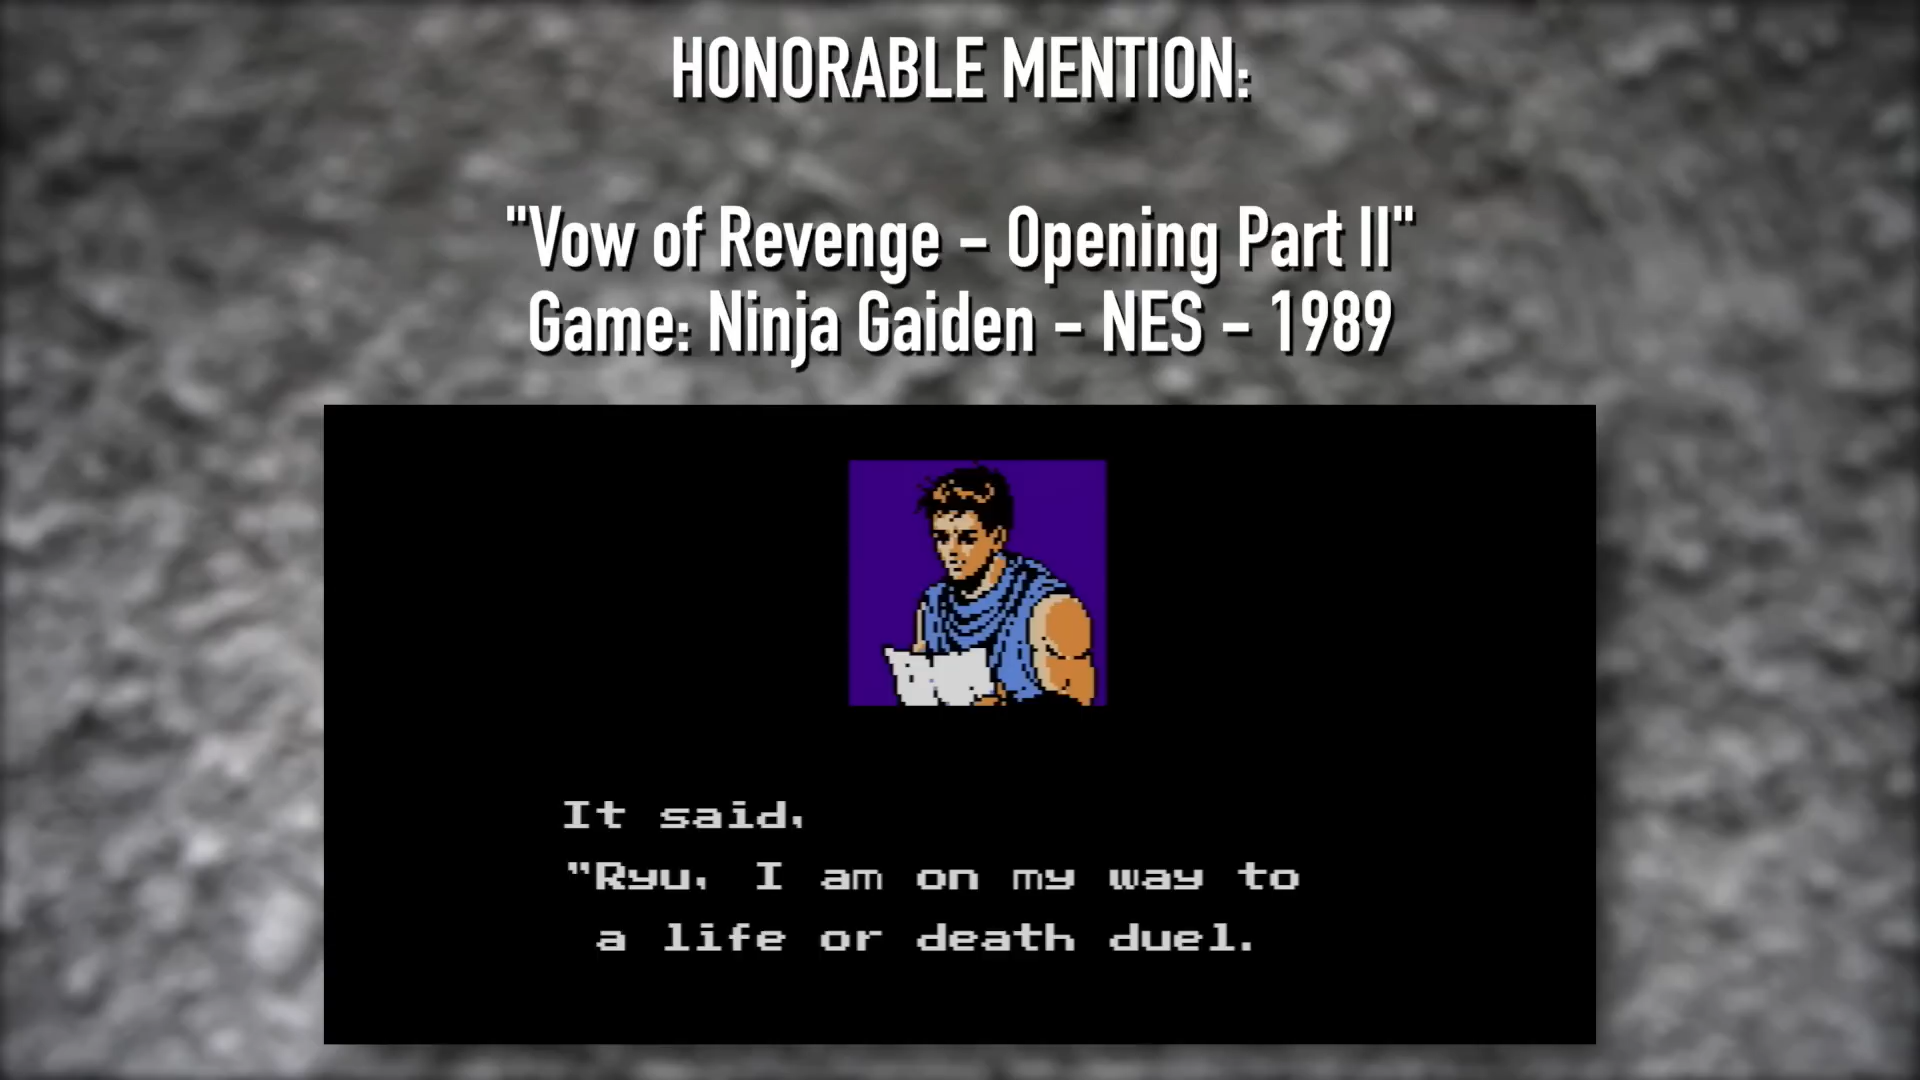 HONORABLE MENTION:
"Vow of Revenge - Opening Part II"
Game: Ninja Gaiden - NES - 1989
It said,
"Ryu, I am on my way to
a life or death duel.